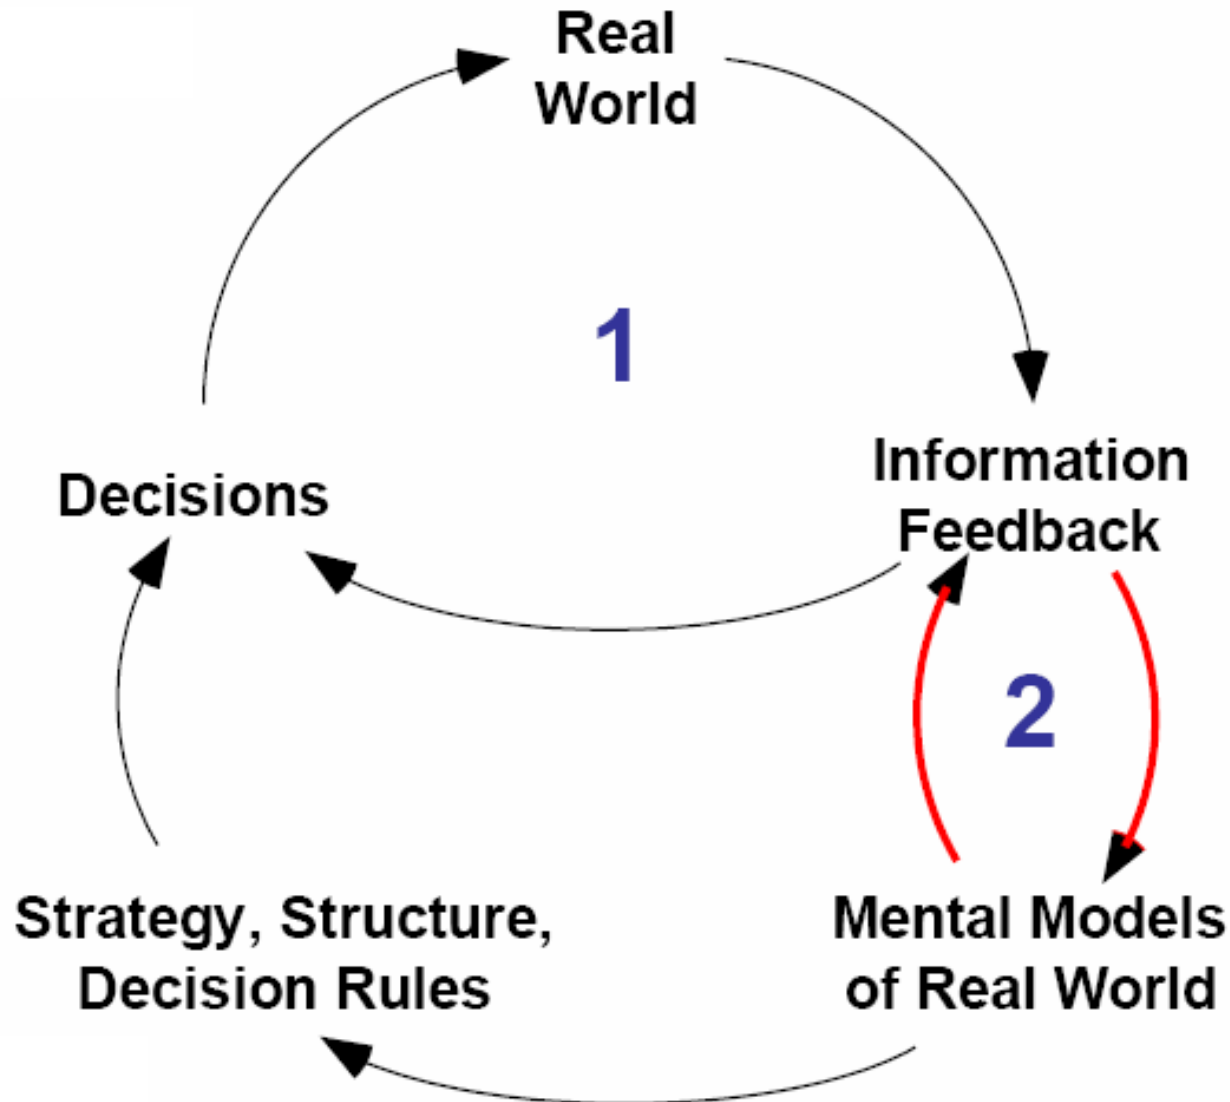 Real
World
1
Decisions
Information
Feedback
2
Strategy, Structure,
Decision Rules
Mental Models
of Real World